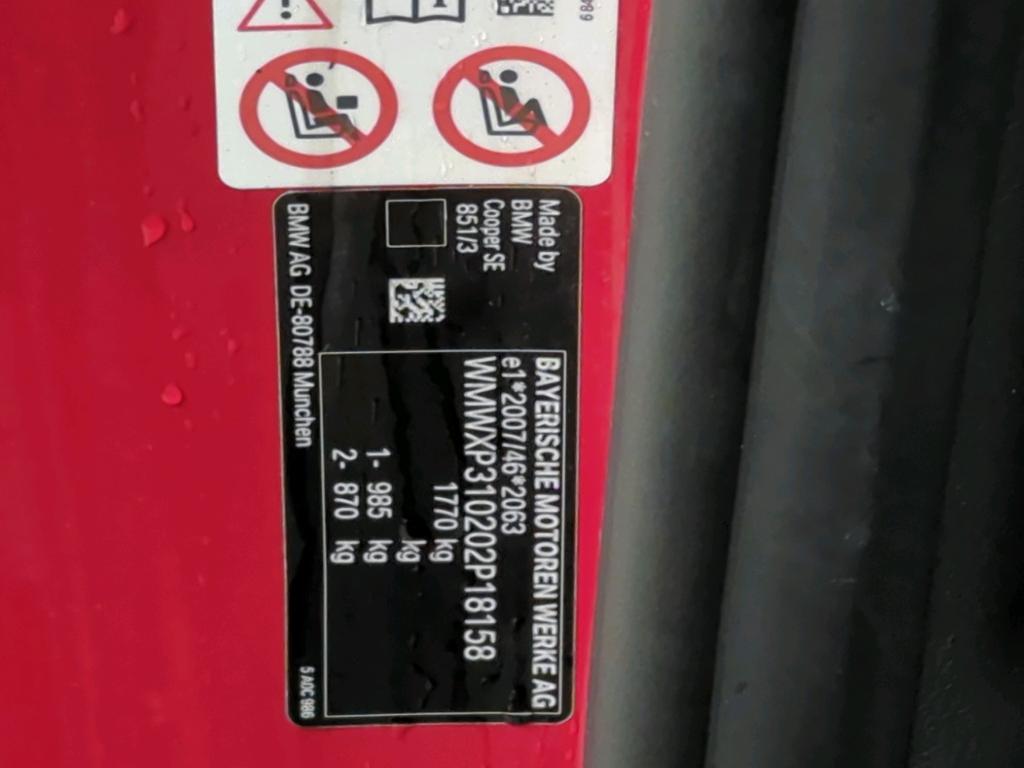 Made by
BMW
Cooper SE
851/3
BAYERISCHE MOTOREN WERKE AG
e1*2007/46*2063
WMWXP310202P18158
1770 kg
kg
1- 985 kg
2- 870 kg
BMW AG DE-80788 Munchen
5 A0C 986